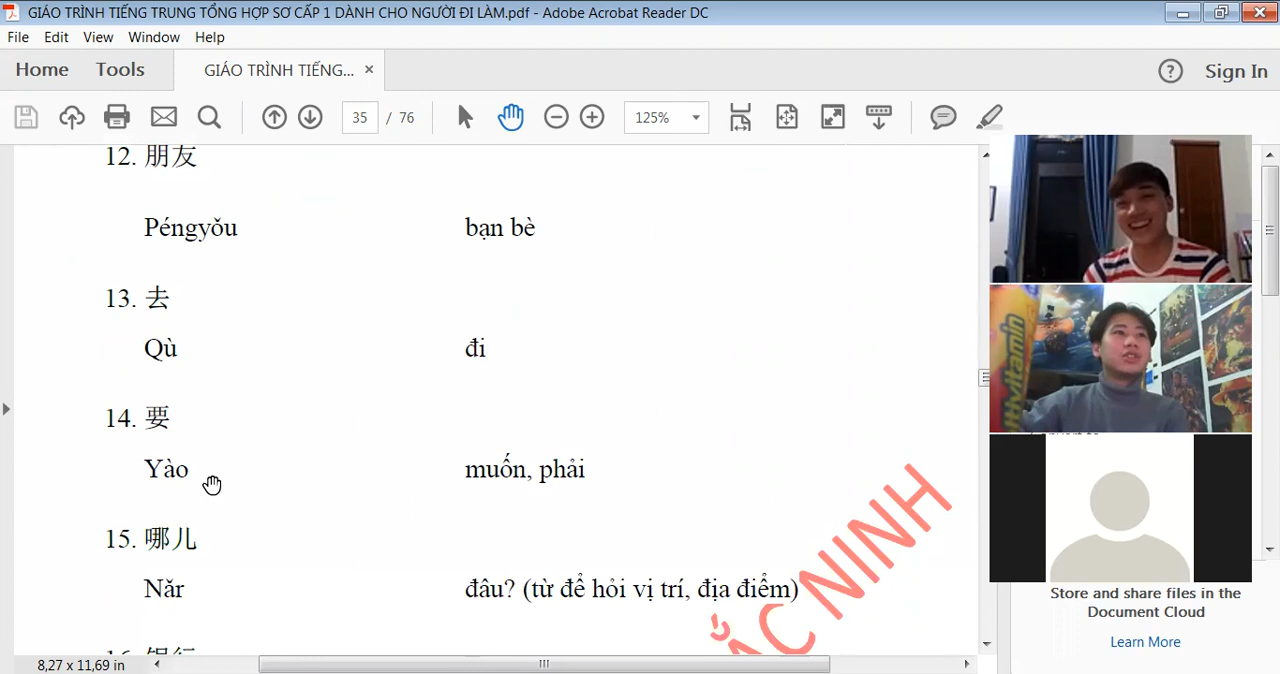 GIÁO TRÌNH TIẾNG TRUNG TỔNG HỢP SƠ CẤP 1 DÀNH CHO NGƯỜI ĐI LÀM.pdf - Adobe Acrobat Reader DC
File Edit View Window Help
Home Tools GIÁO TRÌNH TIẾNG... × Sign In
35 / 76 125%
12. 朋友
Péngyǒu bạn bè
13. 去
Qù đi
14. 要
Yào muốn, phải
15. 哪儿
Nǎr đâu? (từ để hỏi vị trí, địa điểm)
ẮC NINH
8,27 x 11,69 in
Store and share files in the
Document Cloud
Learn More